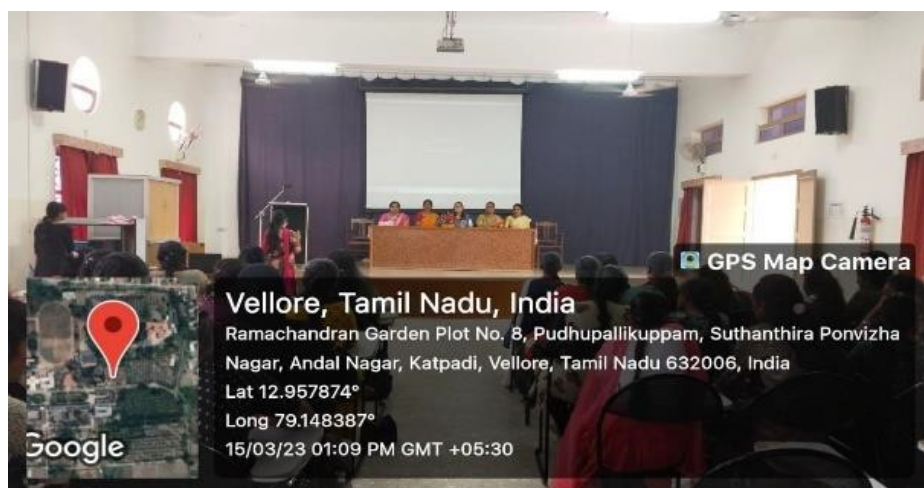 GPS Map Camera
Vellore, Tamil Nadu, India
Ramachandran Garden Plot No. 8, Pudhupallikuppam, Suthanthira Ponvizha
Nagar, Andal Nagar, Katpadi, Vellore, Tamil Nadu 632006, India
Lat 12.957874°
Long 79.148387°
15/03/23 01:09 PM GMT +05:30
Google